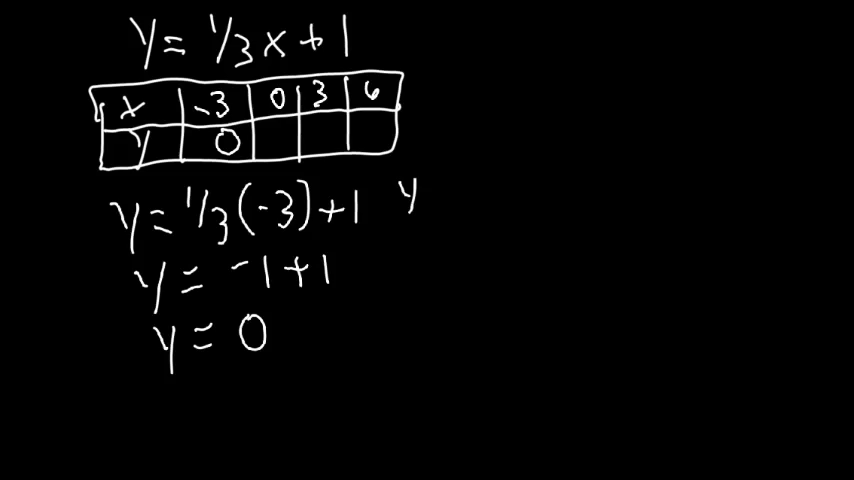 y = 1/3 x + 1
x -3 0 3 6
y 0
y = 1/3 (-3) + 1 y
y = -1 + 1
y = 0